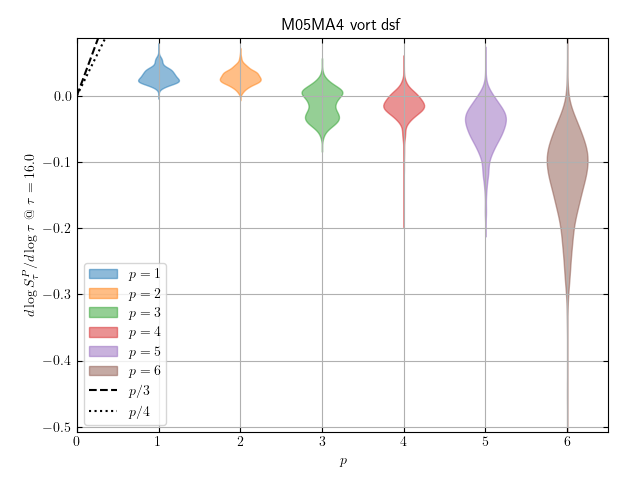 M05MA4 vort dsf
d log S_τ^P / d log τ @ τ = 16.0
0.0
−0.1
−0.2
−0.3
−0.4
−0.5
p = 1
p = 2
p = 3
p = 4
p = 5
p = 6
p/3
p/4
0 1 2 3 4 5 6
p